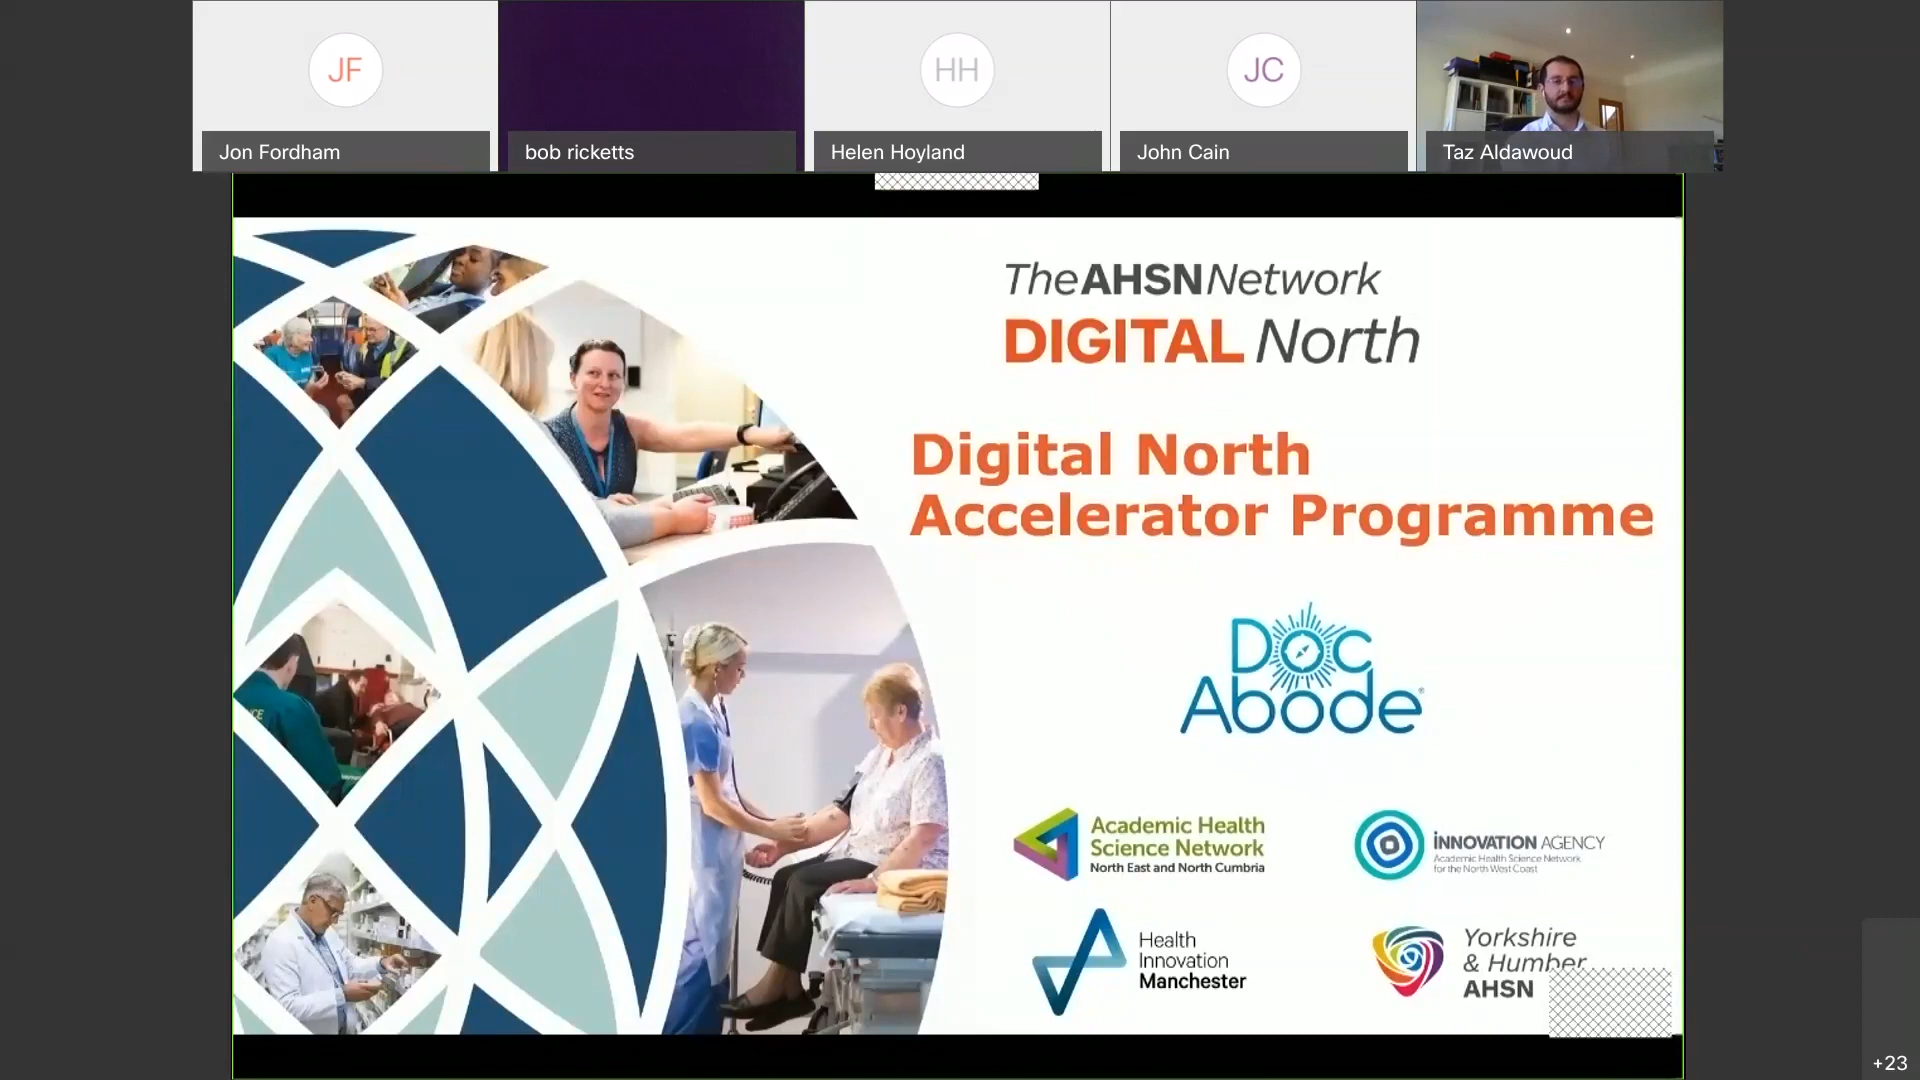 JF
HH
JC
Jon Fordham
bob ricketts
Helen Hoyland
John Cain
Taz Aldawoud
TheAHSNNetwork
DIGITAL North
Digital North
Accelerator Programme
Doc
Abode
Academic Health
Science Network
North East and North Cumbria
INNOVATION AGENCY
Academic Health Science Network
for the North West Coast
Health
Innovation
Manchester
Yorkshire
& Humber
AHSN
CE
+23